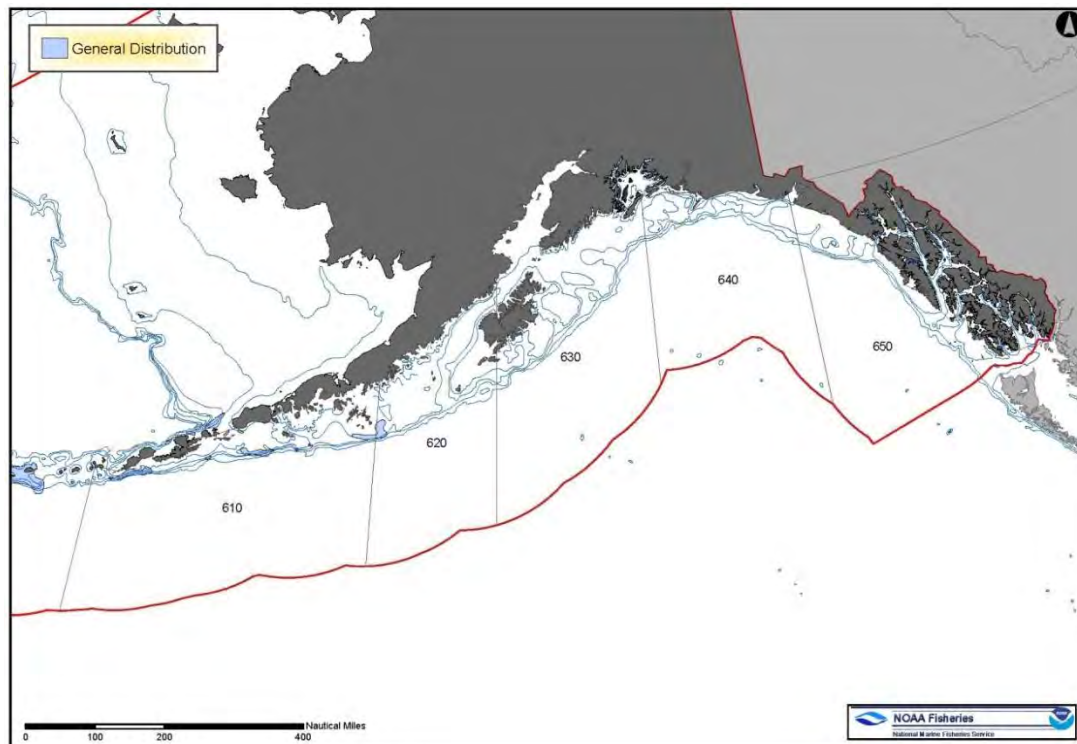 General Distribution
640
650
630
620
610
Nautical Miles
0 100 200 400
NOAA Fisheries
National Marine Fisheries Service